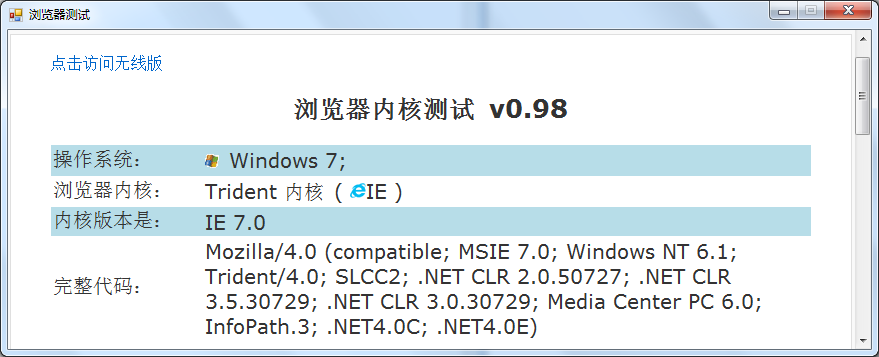 浏览器测试
点击访问无线版
浏览器内核测试 v0.98
操作系统： Windows 7;
浏览器内核： Trident 内核 ( IE )
内核版本是： IE 7.0
完整代码： Mozilla/4.0 (compatible; MSIE 7.0; Windows NT 6.1;
Trident/4.0; SLCC2; .NET CLR 2.0.50727; .NET CLR
3.5.30729; .NET CLR 3.0.30729; Media Center PC 6.0;
InfoPath.3; .NET4.0C; .NET4.0E)